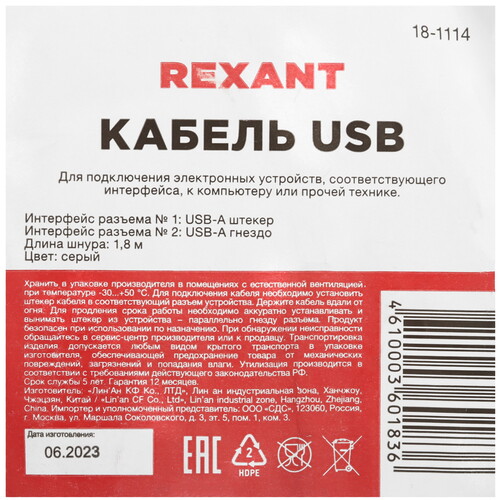 18-1114
REXANT
КАБЕЛЬ USB
Для подключения электронных устройств, соответствующего
интерфейса, к компьютеру или прочей технике.
Интерфейс разъема № 1: USB-A штекер
Интерфейс разъема № 2: USB-A гнездо
Длина шнура: 1,8 м
Цвет: серый
Хранить в упаковке производителя в помещениях с естественной вентиляцией
при температуре -30...+50 °С. Для подключения кабеля необходимо установить
штекер кабеля в соответствующий разъем устройства. Держите кабель вдали от
огня. Для продления срока работы необходимо аккуратно устанавливать и
вынимать штекер из устройства – параллельно гнезду разъема. Продукт
безопасен при использовании по назначению. При обнаружении неисправности
обращайтесь в сервис-центр производителя или к продавцу. Транспортировка
изделия допускается любым видом крытого транспорта в упаковке
изготовителя, обеспечивающей предохранение товара от механических
повреждений, загрязнений и попадания влаги. Утилизация производится в
соответствии с требованиями действующего законодательства РФ.
Срок службы 5 лет. Гарантия 12 месяцев.
Изготовитель: «Лин'Ан КФ Ко., ЛТД», Лин ан индустриальная зона, Ханчжоу,
Чжэцзян, Китай / «Lin'an CF Co., Ltd», Lin'an industrial zone, Hangzhou, Zhejiang,
China. Импортер и уполномоченный представитель: ООО «СДС», 123060, Россия,
г. Москва, ул. Маршала Соколовского, д. 3, эт. 5, пом. 1, ком. 3.
Дата изготовления:
06.2023
EAC
2
HDPE
4610003601836